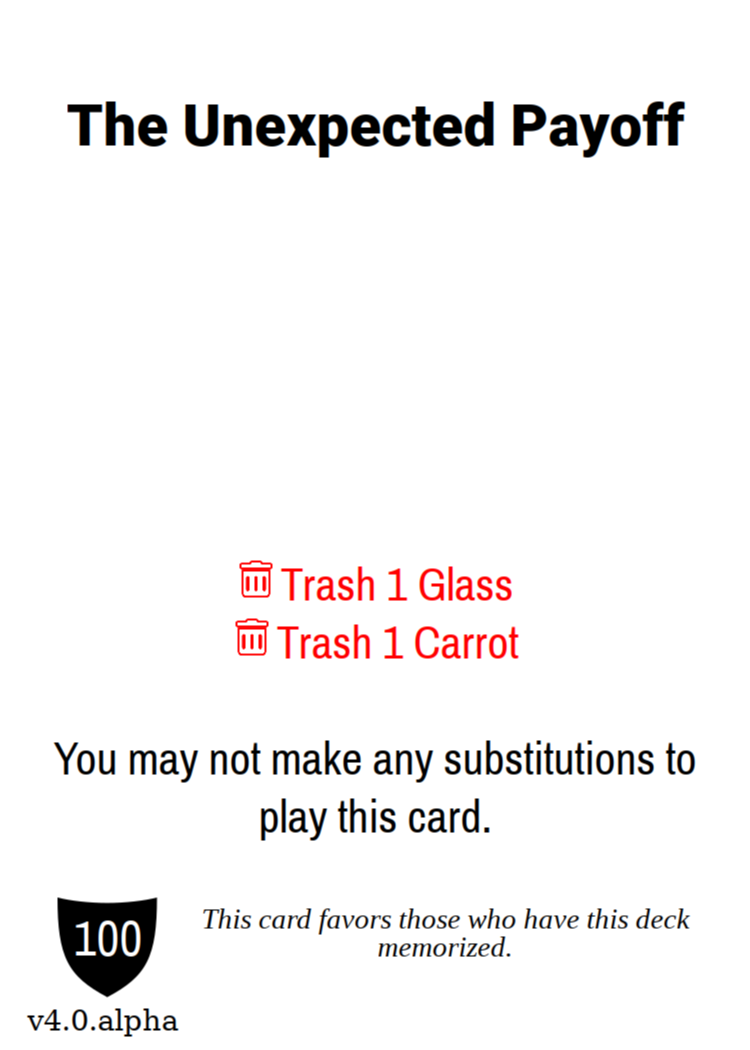 The Unexpected Payoff
Trash 1 Glass
Trash 1 Carrot
You may not make any substitutions to
play this card.
100
This card favors those who have this deck
memorized.
v4.0.alpha